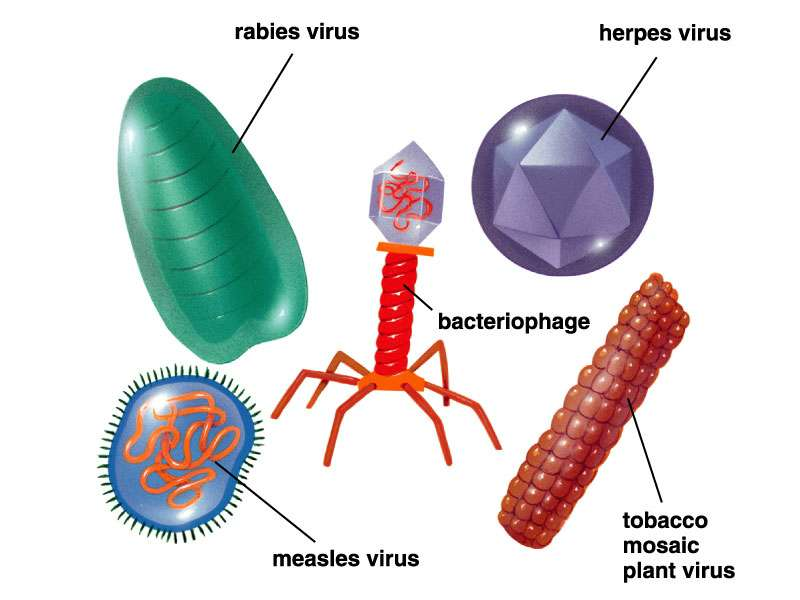 rabies virus
herpes virus
bacteriophage
measles virus
tobacco
mosaic
plant virus